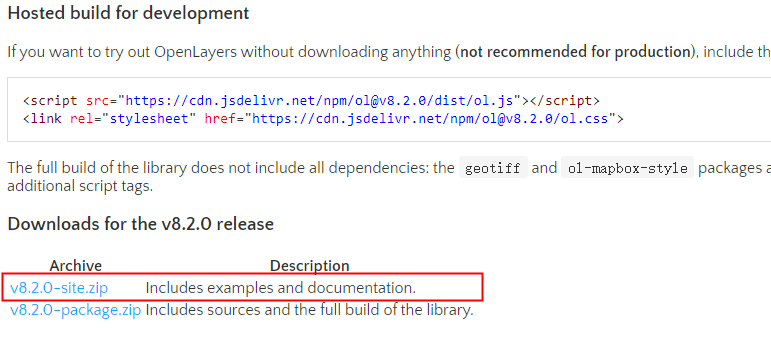 Hosted build for development
If you want to try out OpenLayers without downloading anything (not recommended for production), include th
<script src="https://cdn.jsdelivr.net/npm/ol@v8.2.0/dist/ol.js"></script>
<link rel="stylesheet" href="https://cdn.jsdelivr.net/npm/ol@v8.2.0/ol.css">
The full build of the library does not include all dependencies: the geotiff and ol-mapbox-style packages a
additional script tags.
Downloads for the v8.2.0 release
Archive Description
v8.2.0-site.zip Includes examples and documentation.
v8.2.0-package.zip Includes sources and the full build of the library.